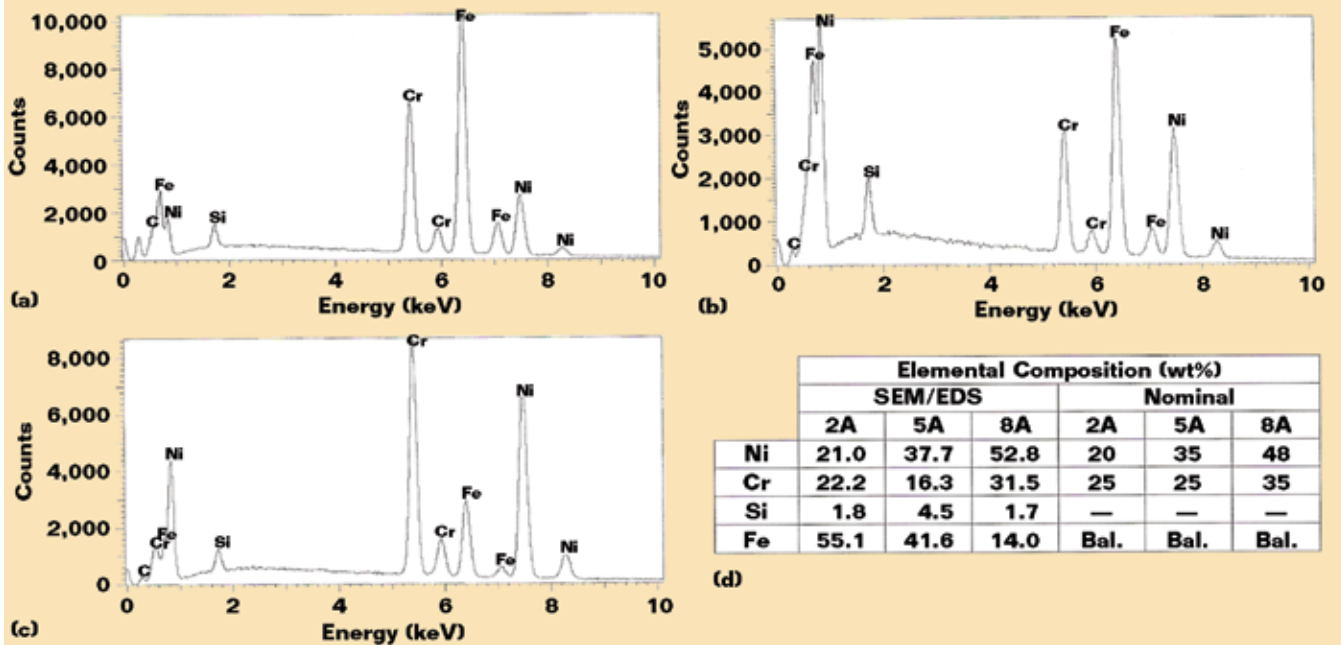 10,000
8,000
6,000
4,000
2,000
0
Counts
C
Fe
Ni
Si
Cr
Cr
Fe
Fe
Ni
Ni
0 2 4 6 8 10
Energy (keV)
(a)
5,000
4,000
3,000
2,000
1,000
0
Counts
C
Cr
Fe
Ni
Si
Cr
Cr
Fe
Fe
Ni
Ni
0 2 4 6 8 10
Energy (keV)
(b)
8,000
6,000
4,000
2,000
0
Counts
C
Cr
Fe
Ni
Si
Cr
Cr
Fe
Fe
Ni
Ni
0 2 4 6 8 10
Energy (keV)
(c)
Elemental Composition (wt%)
SEM/EDS Nominal
2A 5A 8A 2A 5A 8A
Ni 21.0 37.7 52.8 20 35 48
Cr 22.2 16.3 31.5 25 25 35
Si 1.8 4.5 1.7 — — —
Fe 55.1 41.6 14.0 Bal. Bal. Bal.
(d)